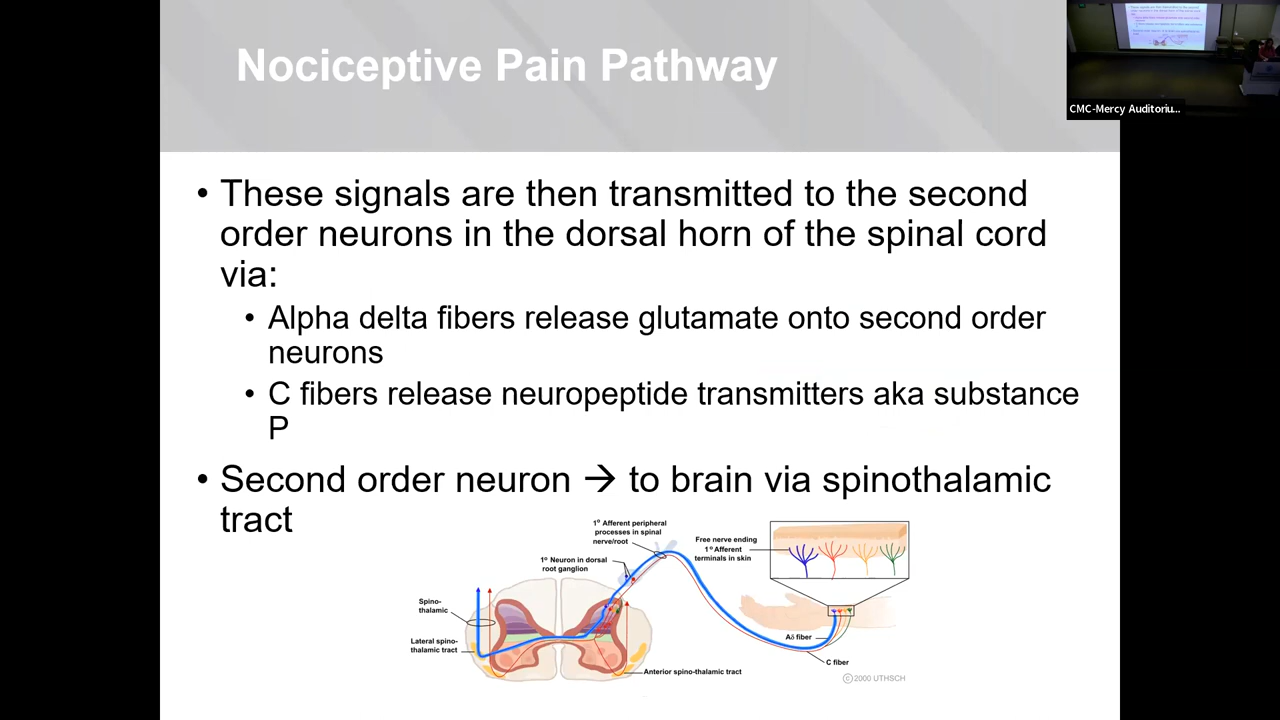 Nociceptive Pain Pathway
CMC-Mercy Auditoriu...
• These signals are then transmitted to the second
order neurons in the dorsal horn of the spinal cord
via:
• Alpha delta fibers release glutamate onto second order
neurons
• C fibers release neuropeptide transmitters aka substance
P
• Second order neuron → to brain via spinothalamic
tract
1⁰ Afferent peripheral
processes in spinal
nerve/root
1⁰ Neuron in dorsal
root ganglion
Free nerve ending
1⁰ Afferent
terminals in skin
Spino-
thalamic
Lateral spino-
thalamic tract
Anterior spino-thalamic tract
Aδ fiber
C fiber
©2000 UTHSCH